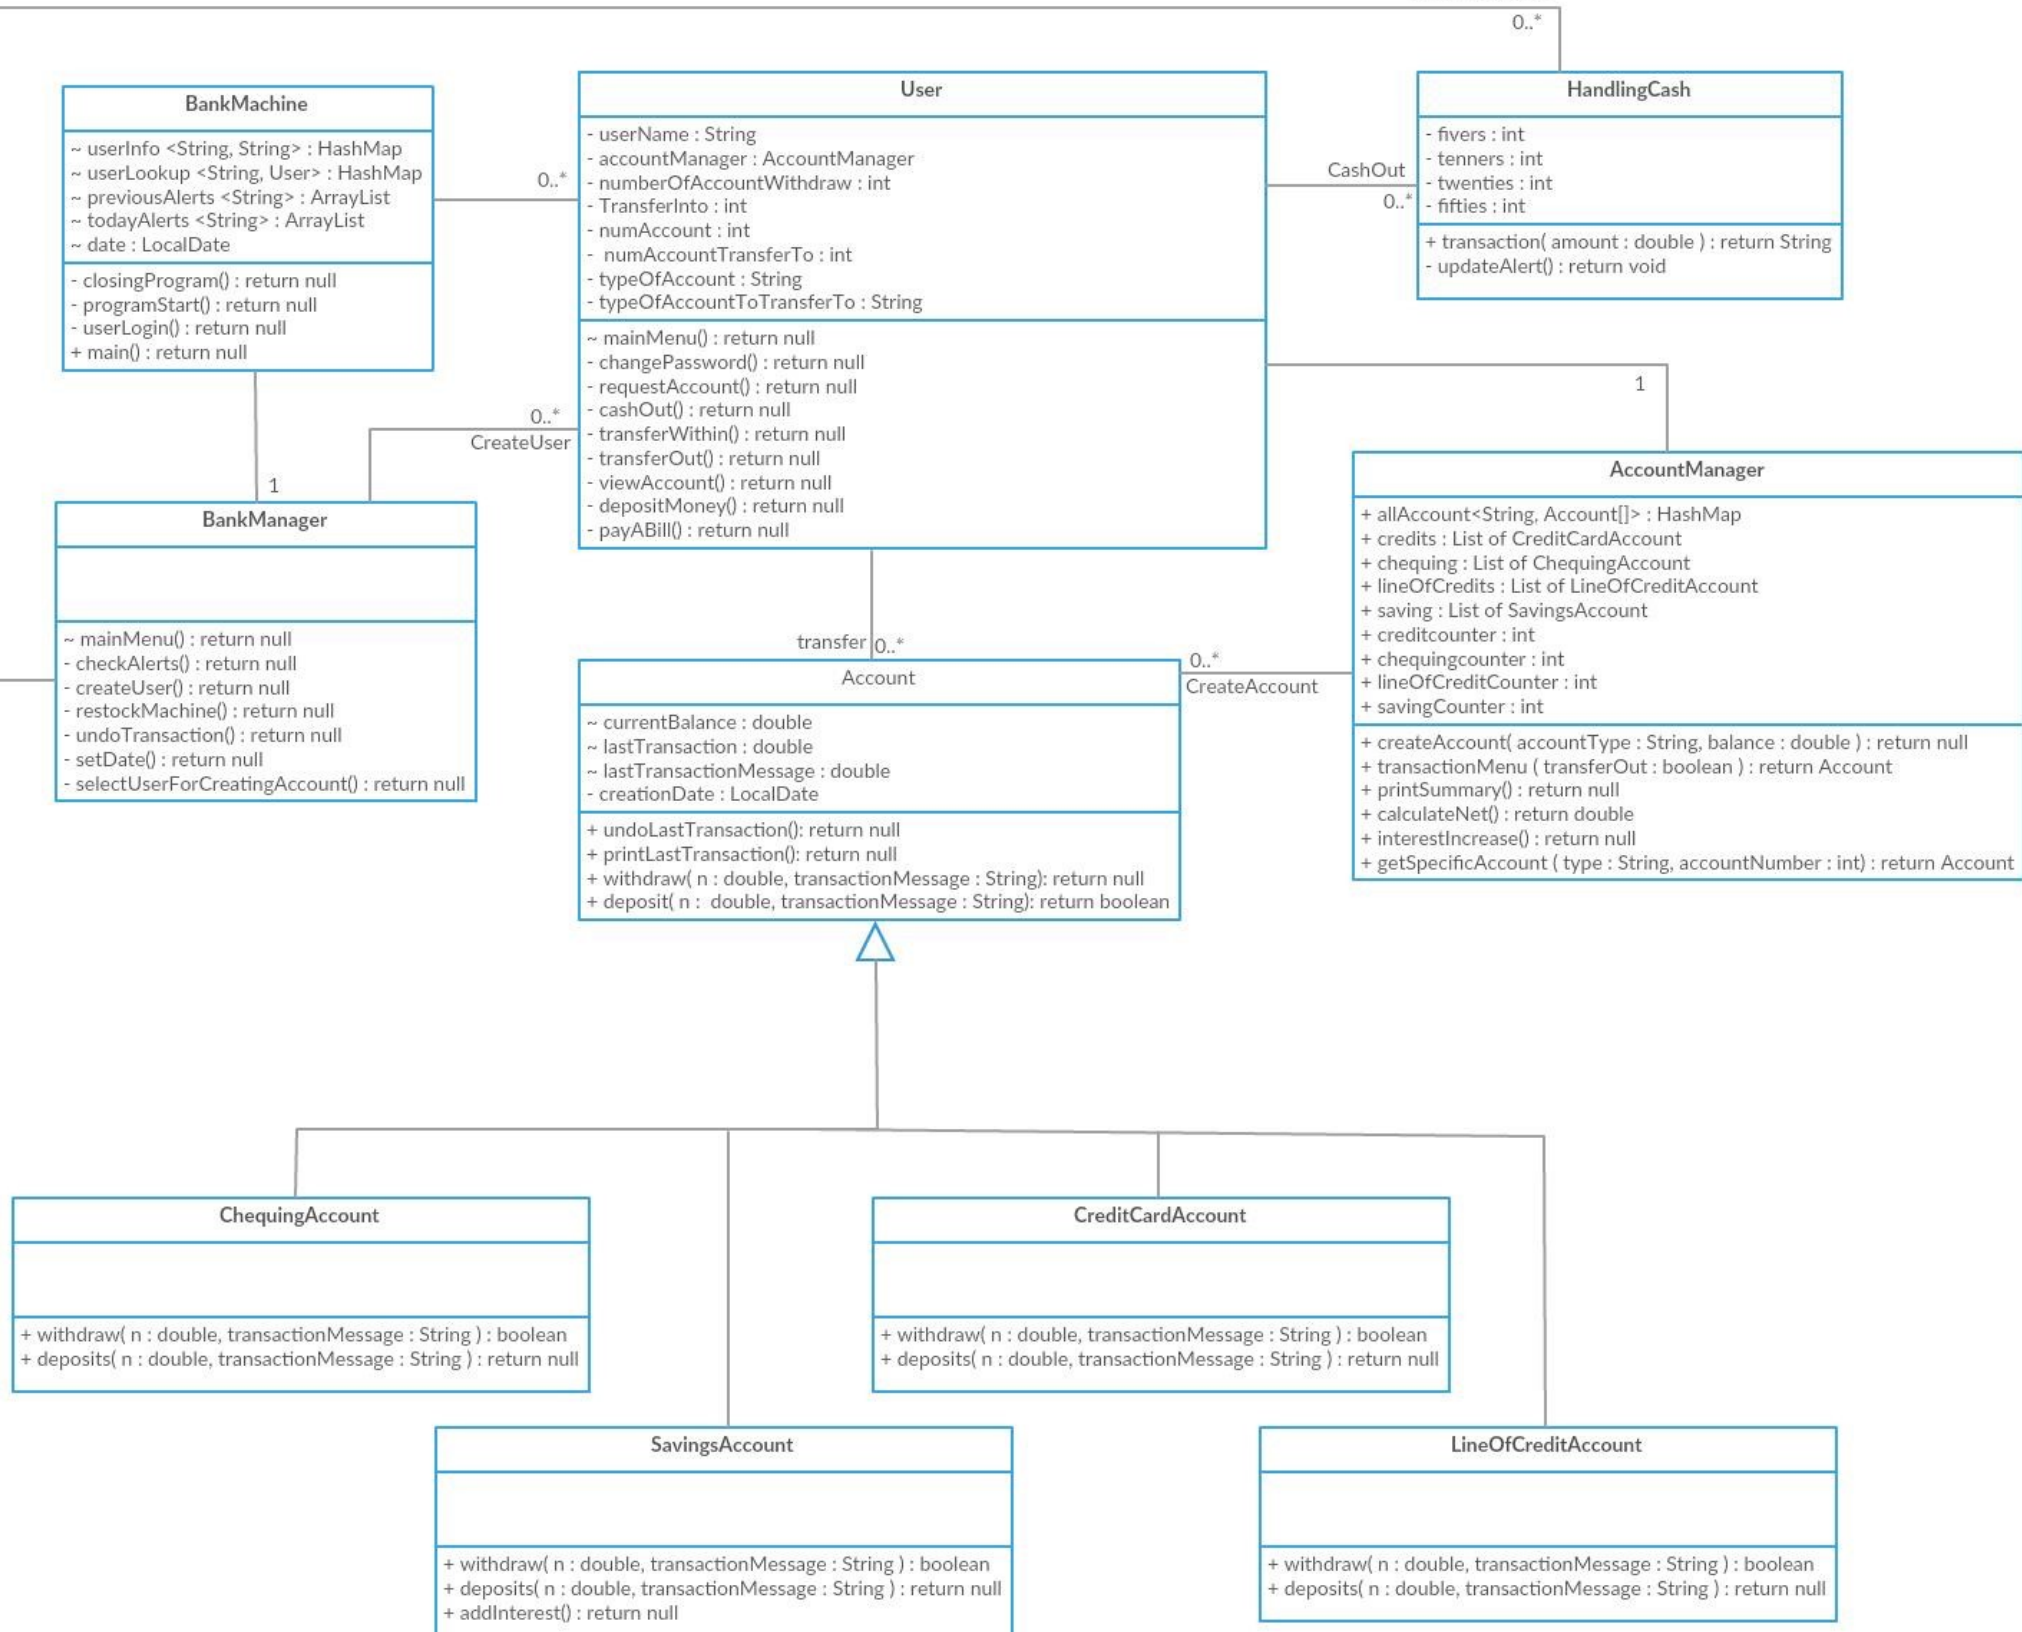 0..*
BankMachine
~ userInfo <String, String> : HashMap
~ userLookup <String, User> : HashMap
~ previousAlerts <String> : ArrayList
~ todayAlerts <String> : ArrayList
~ date : LocalDate
- closingProgram() : return null
- programStart() : return null
- userLogin() : return null
+ main() : return null
0..*
User
- userName : String
- accountManager : AccountManager
- numberOfAccountWithdraw : int
- TransferInto : int
- numAccount : int
- numAccountTransferTo : int
- typeOfAccount : String
- typeOfAccountToTransferTo : String
~ mainMenu() : return null
- changePassword() : return null
- requestAccount() : return null
- cashOut() : return null
- transferWithin() : return null
- transferOut() : return null
- viewAccount() : return null
- depositMoney() : return null
- payABill() : return null
CashOut
0..*
HandlingCash
- fivers : int
- tenners : int
- twenties : int
- fifties : int
+ transaction( amount : double ) : return String
- updateAlert() : return void
1
0..*
CreateUser
1
BankManager
~ mainMenu() : return null
- checkAlerts() : return null
- createUser() : return null
- restockMachine() : return null
- undoTransaction() : return null
- setDate() : return null
- selectUserForCreatingAccount() : return null
AccountManager
+ allAccount<String, Account[]> : HashMap
+ credits : List of CreditCardAccount
+ chequing : List of ChequingAccount
+ lineOfCredits : List of LineOfCreditAccount
+ saving : List of SavingsAccount
+ creditcounter : int
+ chequingcounter : int
+ lineOfCreditCounter : int
+ savingCounter : int
+ createAccount( accountType : String, balance : double ) : return null
+ transactionMenu ( transferOut : boolean ) : return Account
+ printSummary() : return null
+ calculateNet() : return double
+ interestIncrease() : return null
+ getSpecificAccount ( type : String, accountNumber : int) : return Account
transfer
0..*
0..*
CreateAccount
Account
~ currentBalance : double
~ lastTransaction : double
~ lastTransactionMessage : double
- creationDate : LocalDate
+ undoLastTransaction(): return null
+ printLastTransaction(): return null
+ withdraw( n : double, transactionMessage : String): return null
+ deposit( n : double, transactionMessage : String): return boolean
ChequingAccount
+ withdraw( n : double, transactionMessage : String ) : boolean
+ deposits( n : double, transactionMessage : String ) : return null
CreditCardAccount
+ withdraw( n : double, transactionMessage : String ) : boolean
+ deposits( n : double, transactionMessage : String ) : return null
SavingsAccount
+ withdraw( n : double, transactionMessage : String ) : boolean
+ deposits( n : double, transactionMessage : String ) : return null
+ addInterest() : return null
LineOfCreditAccount
+ withdraw( n : double, transactionMessage : String ) : boolean
+ deposits( n : double, transactionMessage : String ) : return null